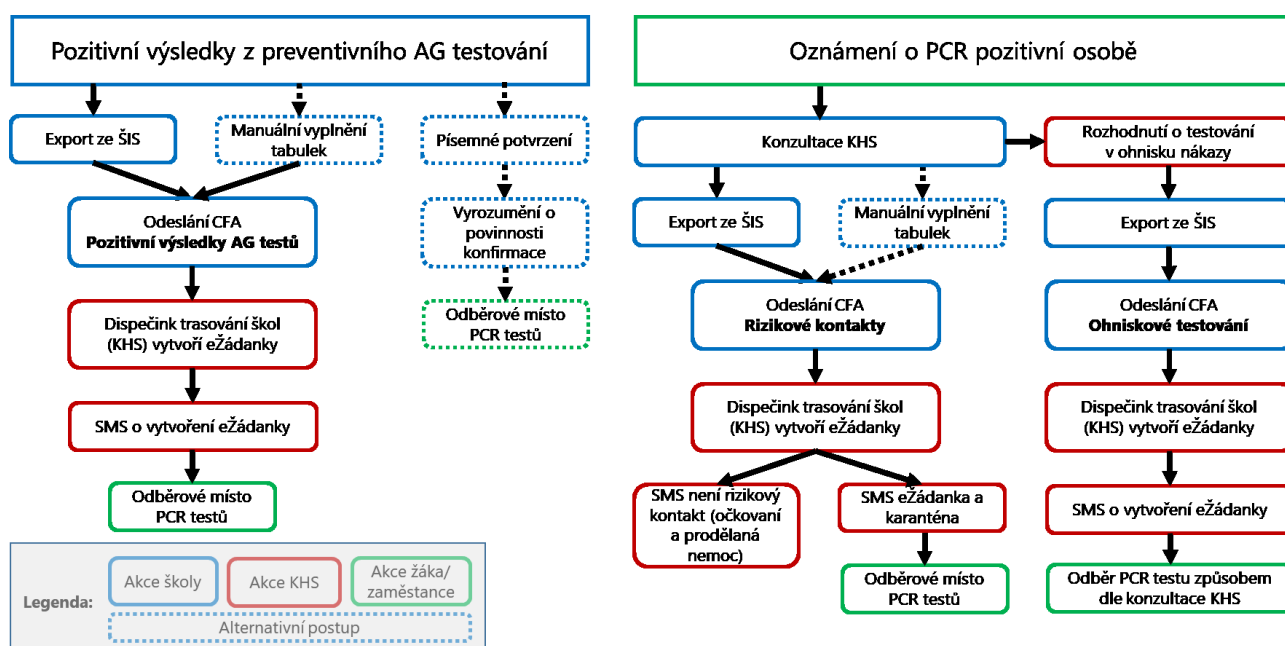 Pozitivní výsledky z preventivního AG testování
Export ze ŠIS
Manuální vyplnění
tabulek
Písemné potvrzení
Odeslání CFA
Pozitivní výsledky AG testů
Vyrozumění o
povinnosti
konfirmace
Dispečink trasování škol
(KHS) vytvoří eŽádanky
Odběrové místo
PCR testů
SMS o vytvoření eŽádanky
Odběrové místo
PCR testů
Legenda:
Akce školy
Akce KHS
Akce žáka/
zaměstance
Alternativní postup
Oznámení o PCR pozitivní osobě
Konzultace KHS
Rozhodnutí o testování
v ohnisku nákazy
Export ze ŠIS
Manuální vyplnění
tabulek
Export ze ŠIS
Odeslání CFA
Rizikové kontakty
Odeslání CFA
Ohniskové testování
Dispečink trasování škol
(KHS) vytvoří eŽádanky
Dispečink trasování škol
(KHS) vytvoří eŽádanky
SMS není rizikový
kontakt (očkovaní
a prodělaná
nemoc)
SMS eŽádanka a
karanténa
SMS o vytvoření eŽádanky
Odběrové místo
PCR testů
Odběr PCR testu způsobem
dle konzultace KHS